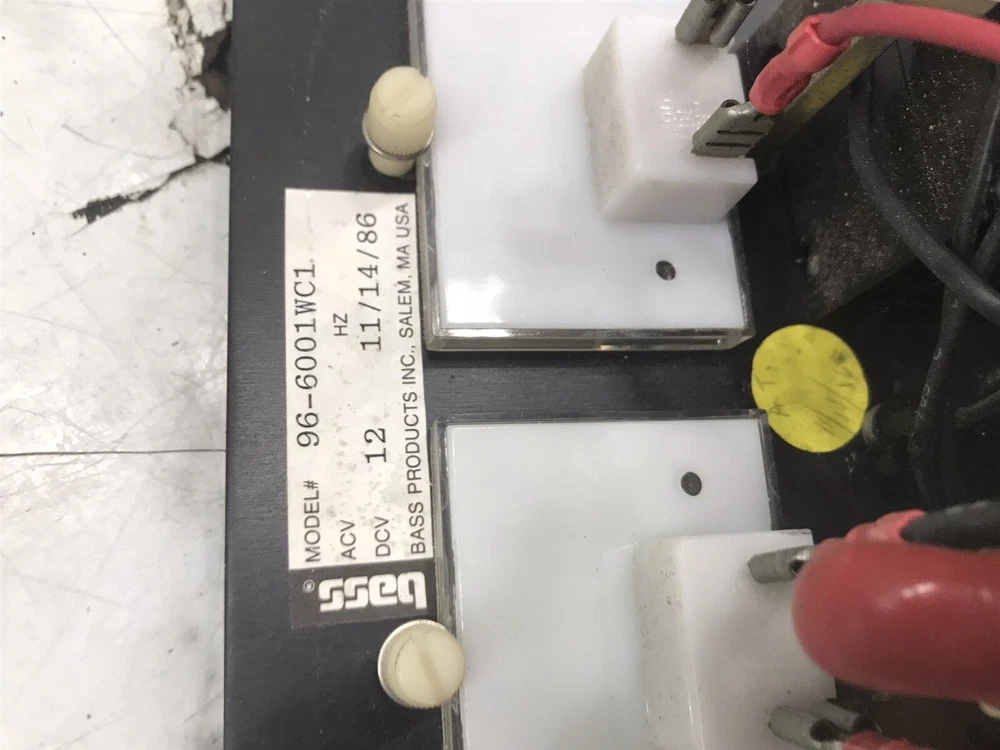 bass®
MODEL# 96-6001WC1
ACV HZ
DCV 12 11/14/86
BASS PRODUCTS INC., SALEM, MA USA